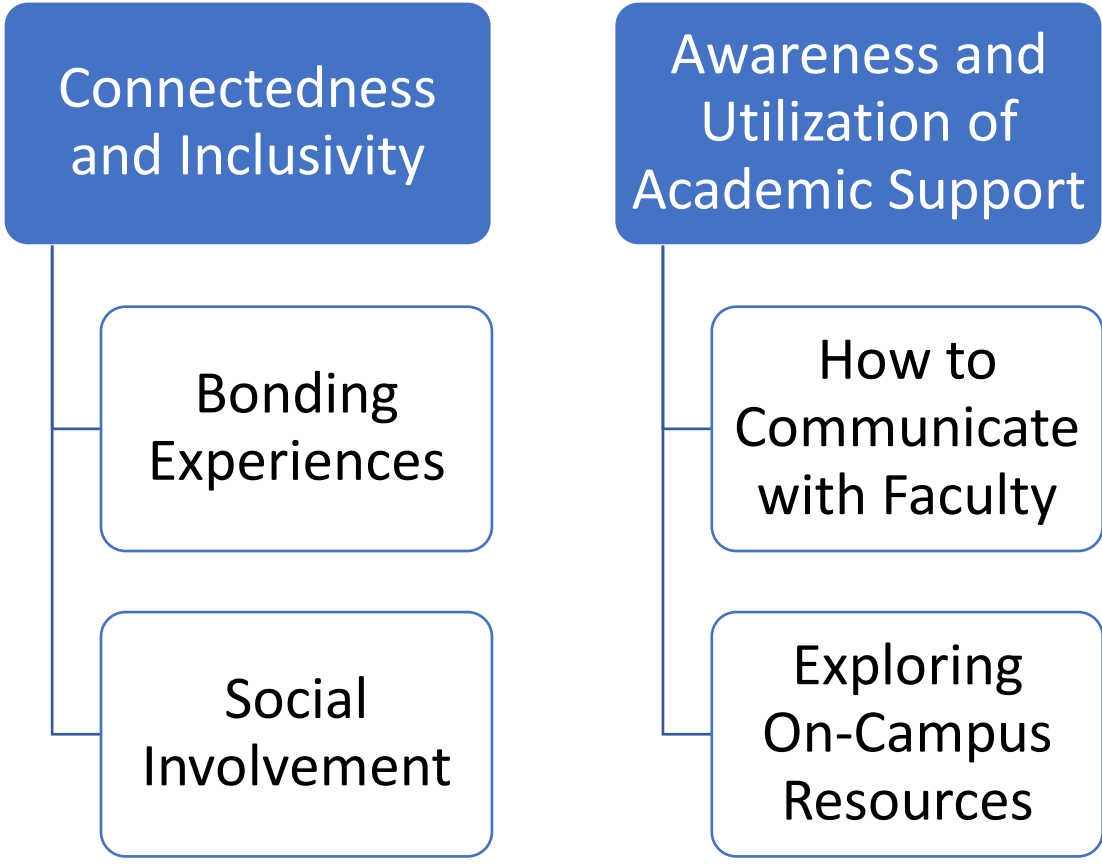 Connectedness
and Inclusivity
Bonding
Experiences
Social
Involvement
Awareness and
Utilization of
Academic Support
How to
Communicate
with Faculty
Exploring
On-Campus
Resources